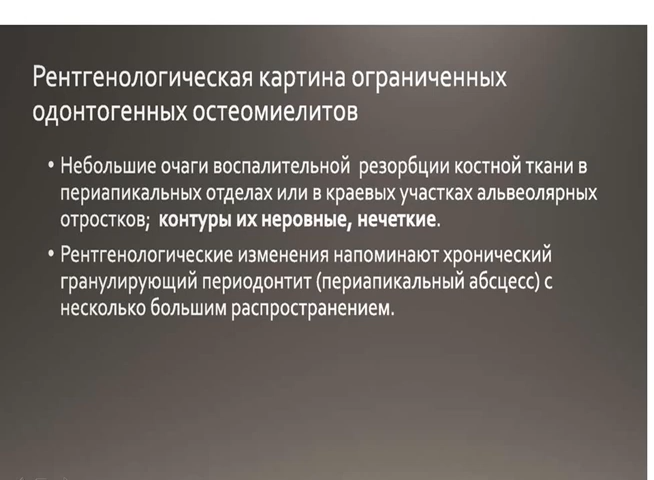 Рентгенологическая картина ограниченных
одонтогенных остеомиелитов
• Небольшие очаги воспалительной резорбции костной ткани в
периапикальных отделах или в краевых участках альвеолярных
отростков; контуры их неровные, нечеткие.
• Рентгенологические изменения напоминают хронический
гранулирующий периодонтит (периапикальный абсцесс) с
несколько большим распространением.